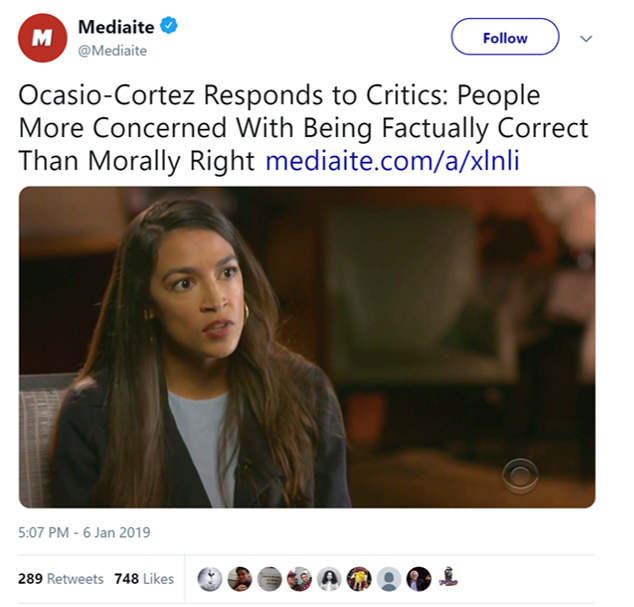 M
Mediaite
@Mediaite
Follow
Ocasio-Cortez Responds to Critics: People
More Concerned With Being Factually Correct
Than Morally Right mediaite.com/a/xlnli
5:07 PM - 6 Jan 2019
289 Retweets 748 Likes